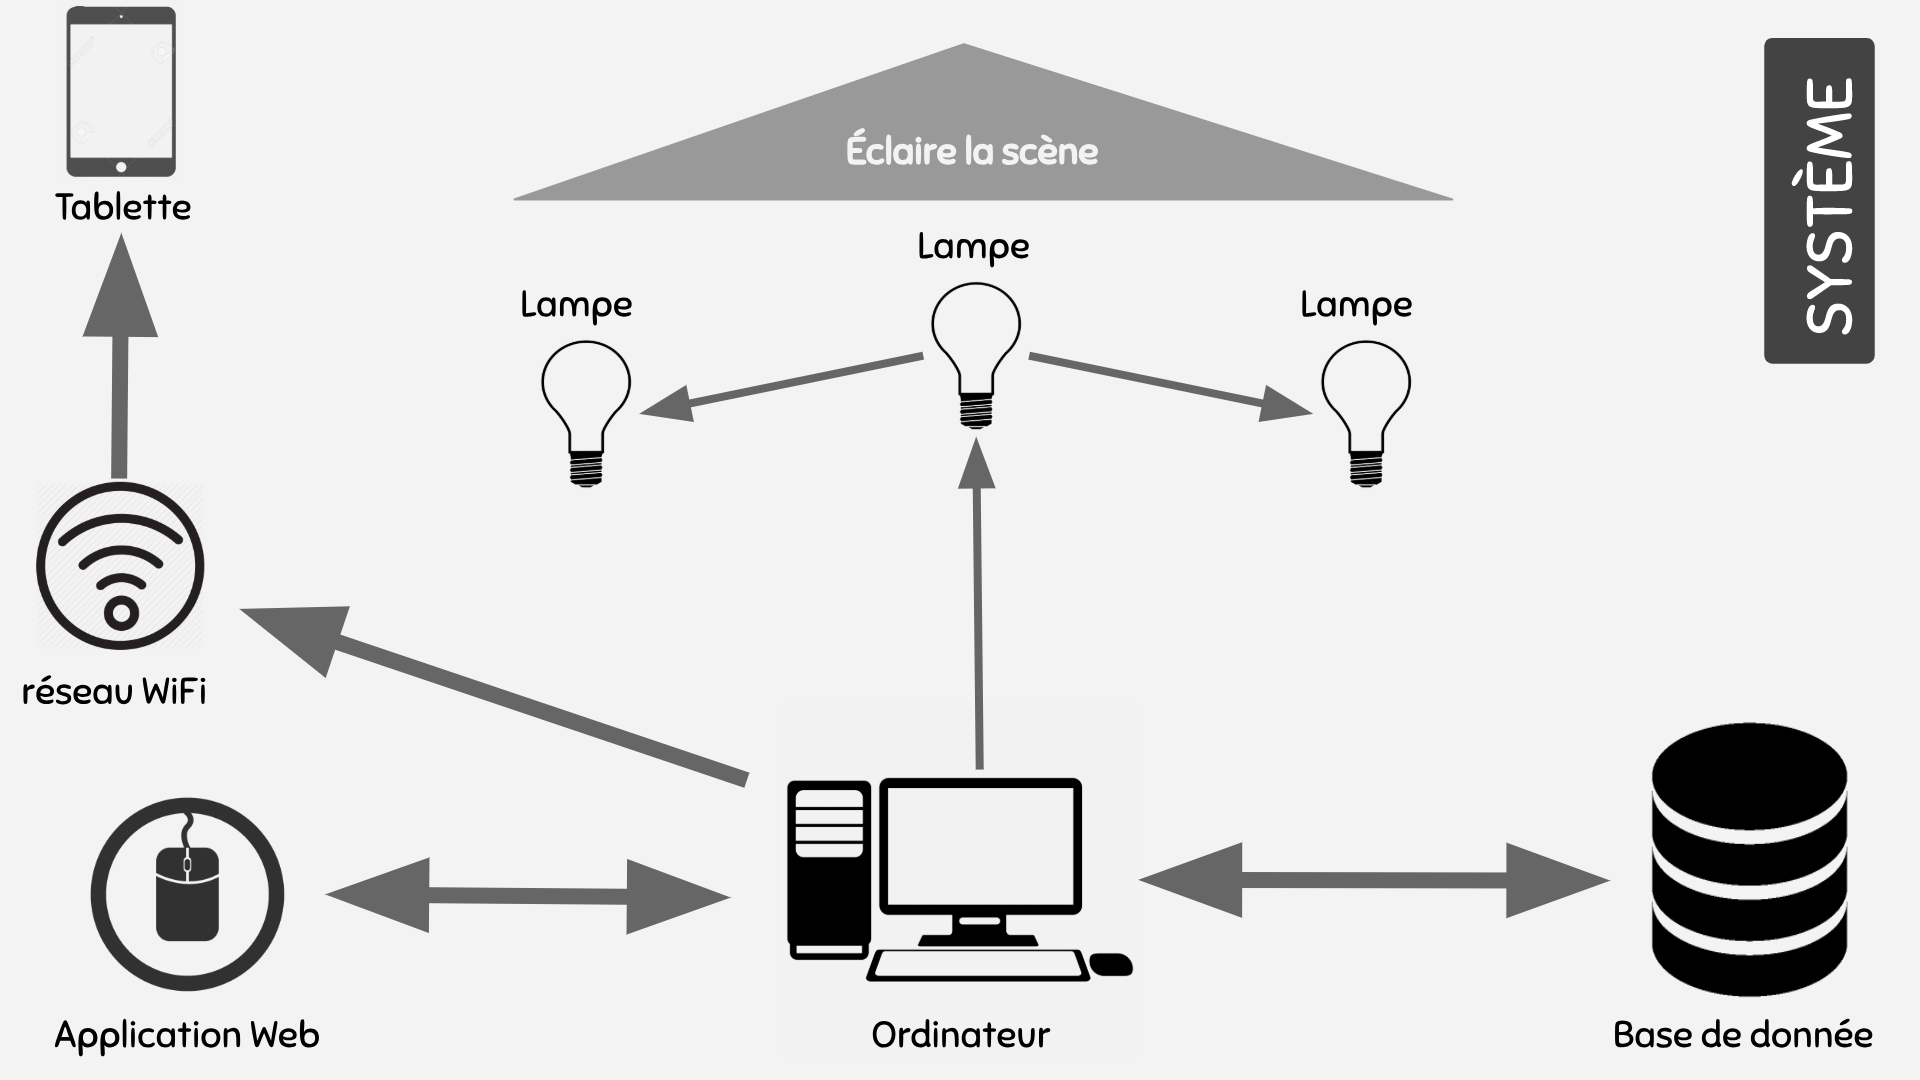 Tablette
Éclaire la scène
SYSTÈME
Lampe
Lampe
Lampe
réseau WiFi
Application Web
Ordinateur
Base de donnée